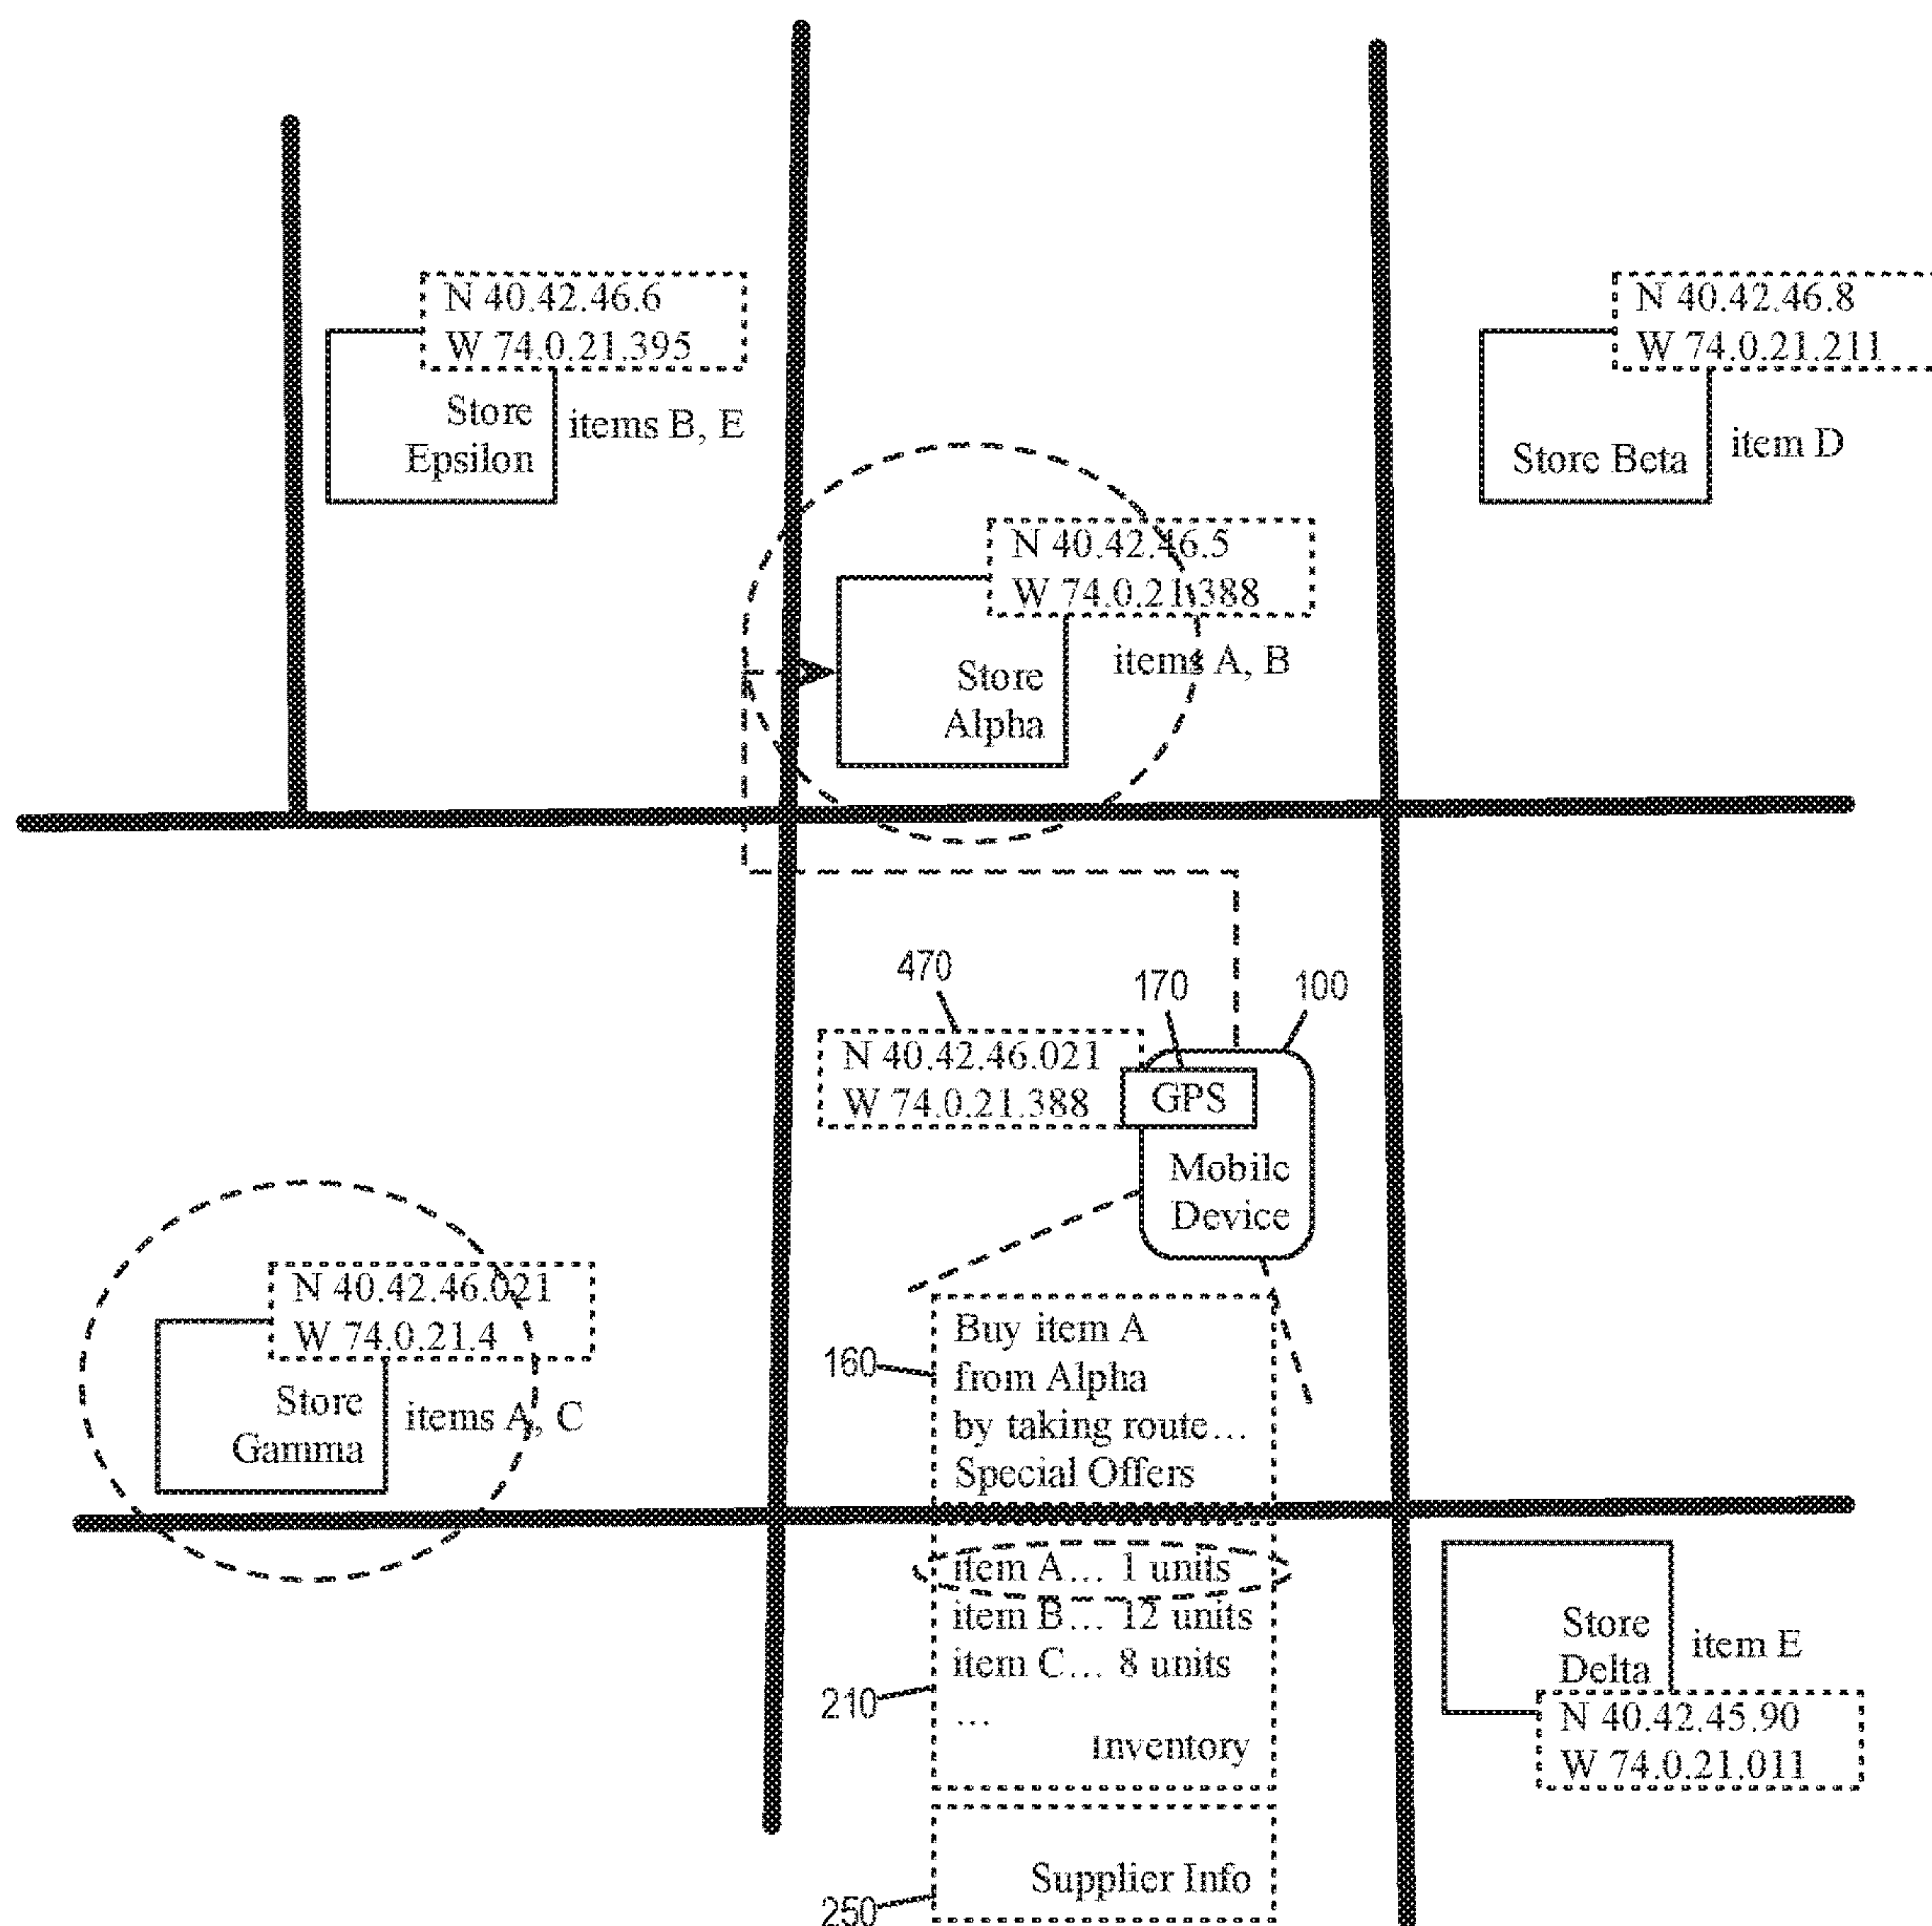 N 40.42.46.6
W 74.0.21.395
Store
Epsilon
items B, E
N 40.42.46.8
W 74.0.21.211
Store Beta
item D
N 40.42.46.5
W 74.0.21.388
Store
Alpha
items A, B
470
170
100
N 40.42.46.021
W 74.0.21.388
GPS
Mobile
Device
N 40.42.46.021
W 74.0.21.4
Store
Gamma
items A, C
160
Buy item A
from Alpha
by taking route...
Special Offers
item A... 1 units
item B... 12 units
item C... 8 units
...
Inventory
210
Store
Delta
item E
N 40.42.45.90
W 74.0.21.011
Supplier Info
250